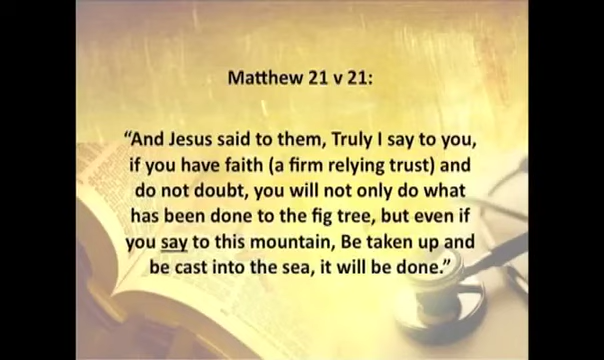 Matthew 21 v 21:
“And Jesus said to them, Truly I say to you,
if you have faith (a firm relying trust) and
do not doubt, you will not only do what
has been done to the fig tree, but even if
you say to this mountain, Be taken up and
be cast into the sea, it will be done.”